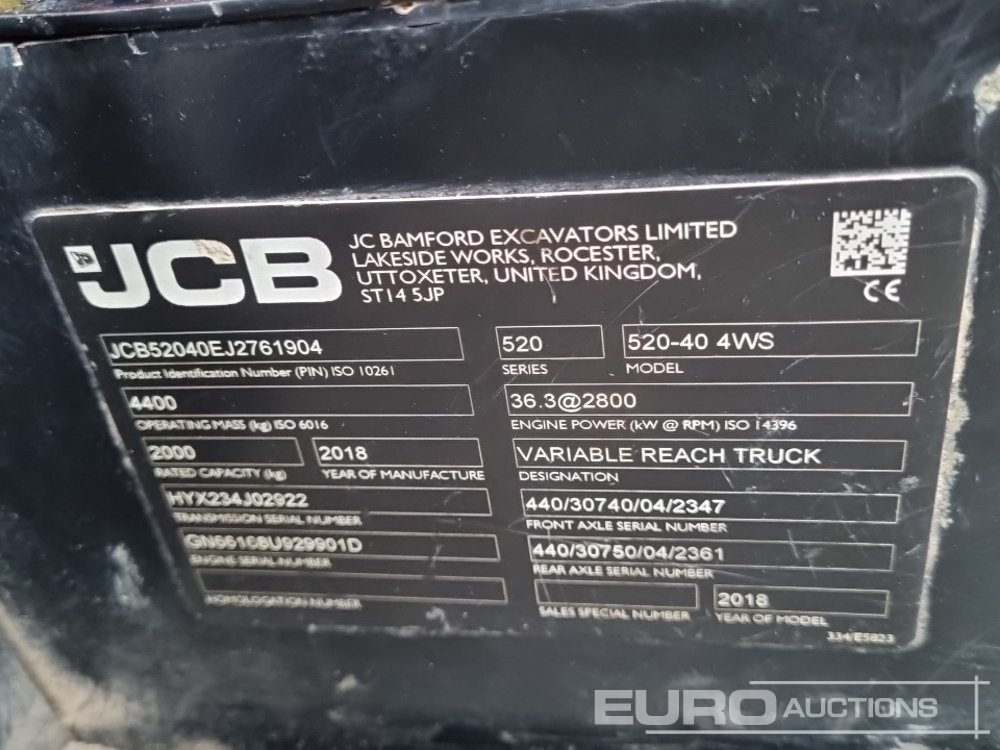 JCB
JC BAMFORD EXCAVATORS LIMITED
LAKESIDE WORKS, ROCESTER,
UTTOXETER, UNITED KINGDOM,
ST14 5JP
CE
JCB52040EJ2761904
Product Identification Number (PIN) ISO 10261
520
SERIES
520-40 4WS
MODEL
4400
OPERATING MASS (kg) ISO 6016
36.3@2800
ENGINE POWER (kW @ RPM) ISO 14396
2000
RATED CAPACITY (kg)
2018
YEAR OF MANUFACTURE
VARIABLE REACH TRUCK
DESIGNATION
HYX234J02922
TRANSMISSION SERIAL NUMBER
440/30740/04/2347
FRONT AXLE SERIAL NUMBER
ENGINE SERIAL NUMBER
440/30750/04/2361
REAR AXLE SERIAL NUMBER
HOMOLOGATION NUMBER
SALES SPECIAL NUMBER
2018
YEAR OF MODEL
334/E5823
EURO AUCTIONS